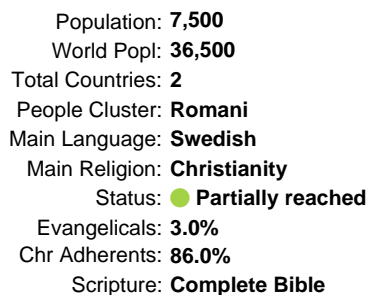 Population: 7,500
World Popl: 36,500
Total Countries: 2
People Cluster: Romani
Main Language: Swedish
Main Religion: Christianity
Status: Partially reached
Evangelicals: 3.0%
Chr Adherents: 86.0%
Scripture: Complete Bible